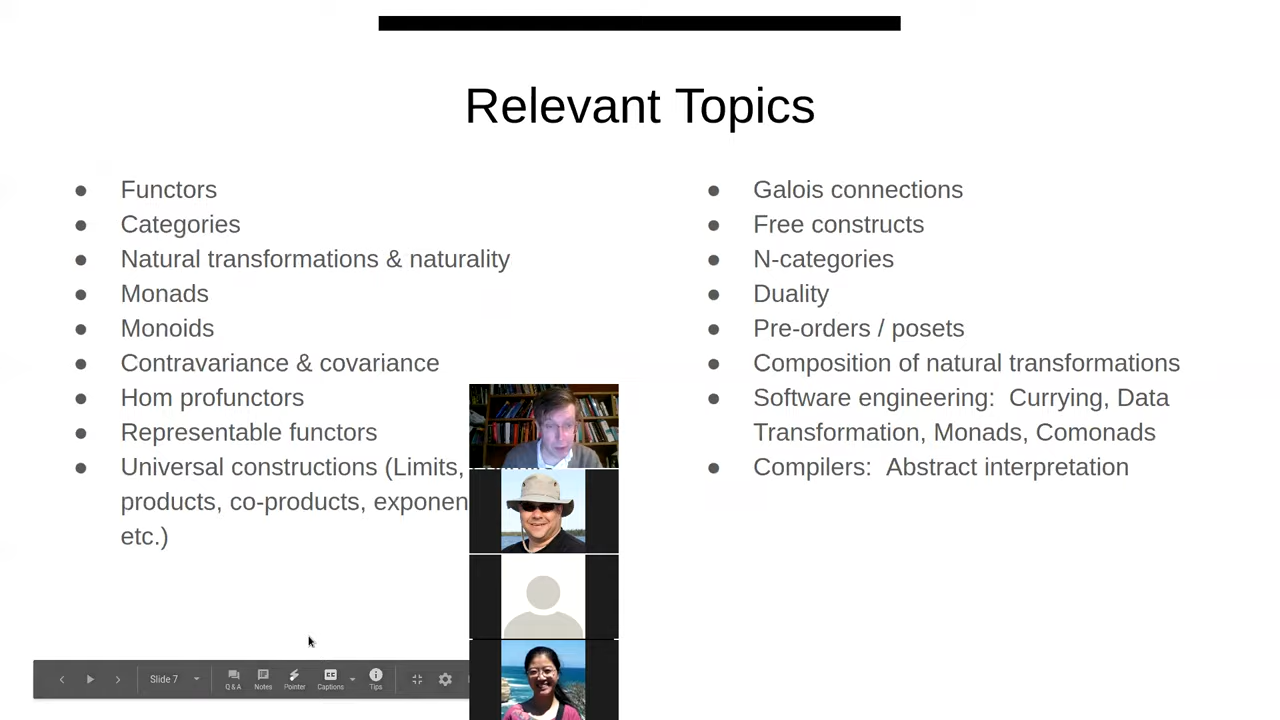 Relevant Topics
● Functors
● Categories
● Natural transformations & naturality
● Monads
● Monoids
● Contravariance & covariance
● Hom profunctors
● Representable functors
● Universal constructions (Limits,
products, co-products, exponen
etc.)
● Galois connections
● Free constructs
● N-categories
● Duality
● Pre-orders / posets
● Composition of natural transformations
● Software engineering: Currying, Data
Transformation, Monads, Comonads
● Compilers: Abstract interpretation
Slide 7
Q & A
Notes
Pointer
Captions
Tips